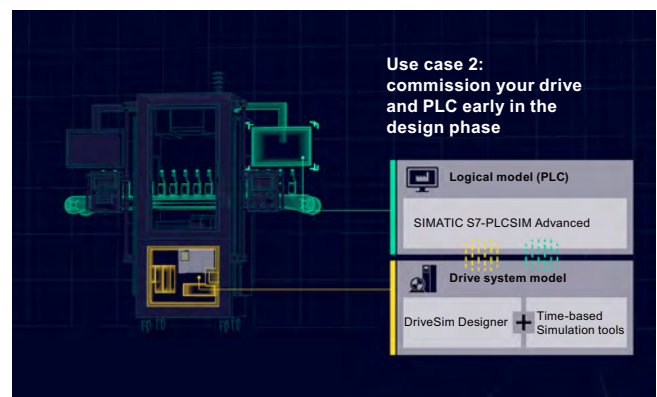 Use case 2:
commission your drive
and PLC early in the
design phase
Logical model (PLC)
SIMATIC S7-PLCSIM Advanced
Drive system model
DriveSim Designer
+
Time-based
Simulation tools